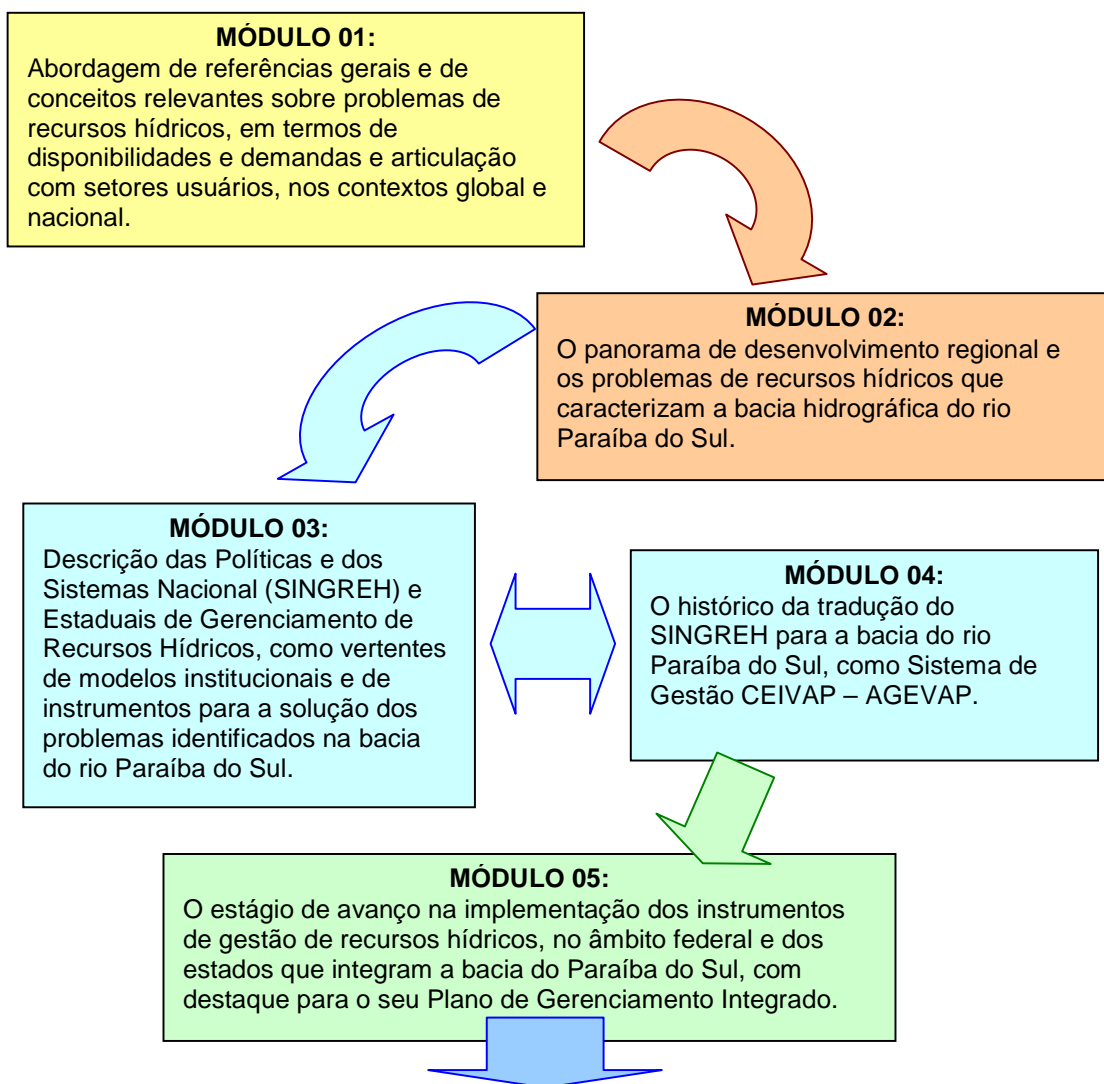 MÓDULO 01:
Abordagem de referências gerais e de
conceitos relevantes sobre problemas de
recursos hídricos, em termos de
disponibilidades e demandas e articulação
com setores usuários, nos contextos global e
nacional.
MÓDULO 02:
O panorama de desenvolvimento regional e
os problemas de recursos hídricos que
caracterizam a bacia hidrográfica do rio
Paraíba do Sul.
MÓDULO 03:
Descrição das Políticas e dos
Sistemas Nacional (SINGREH) e
Estaduais de Gerenciamento de
Recursos Hídricos, como vertentes
de modelos institucionais e de
instrumentos para a solução dos
problemas identificados na bacia
do rio Paraíba do Sul.
MÓDULO 04:
O histórico da tradução do
SINGREH para a bacia do rio
Paraíba do Sul, como Sistema de
Gestão CEIVAP – AGEVAP.
MÓDULO 05:
O estágio de avanço na implementação dos instrumentos
de gestão de recursos hídricos, no âmbito federal e dos
estados que integram a bacia do Paraíba do Sul, com
destaque para o seu Plano de Gerenciamento Integrado.